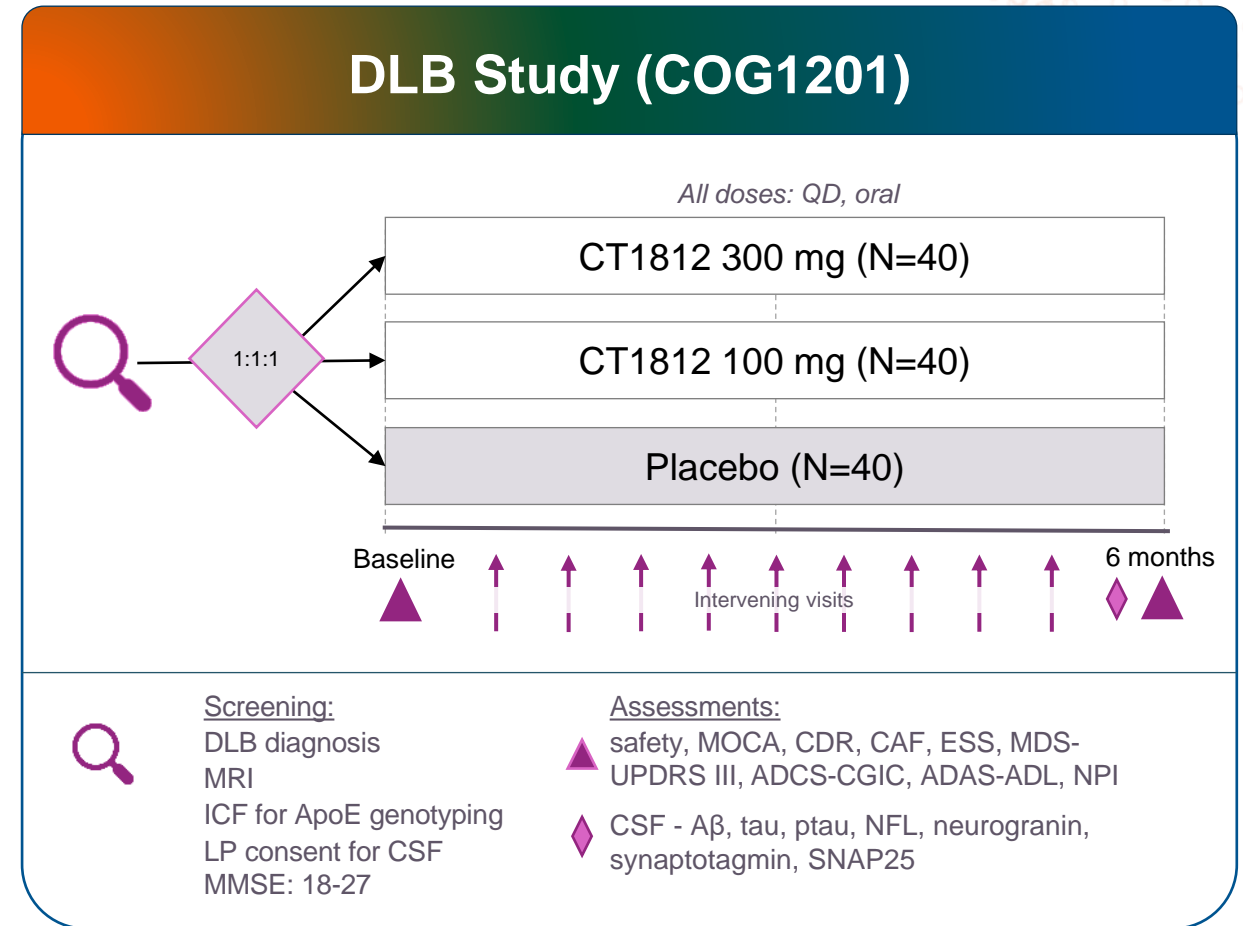 DLB Study (COG1201)
All doses: QD, oral
CT1812 300 mg (N=40)
1:1:1
CT1812 100 mg (N=40)
Placebo (N=40)
Baseline
6 months
Intervening visits
Screening:
DLB diagnosis
MRI
ICF for ApoE genotyping
LP consent for CSF
MMSE: 18-27
Assessments:
safety, MOCA, CDR, CAF, ESS, MDS-
UPDRS III, ADCS-CGIC, ADAS-ADL, NPI
CSF - Aβ, tau, ptau, NFL, neurogranin,
synaptotagmin, SNAP25